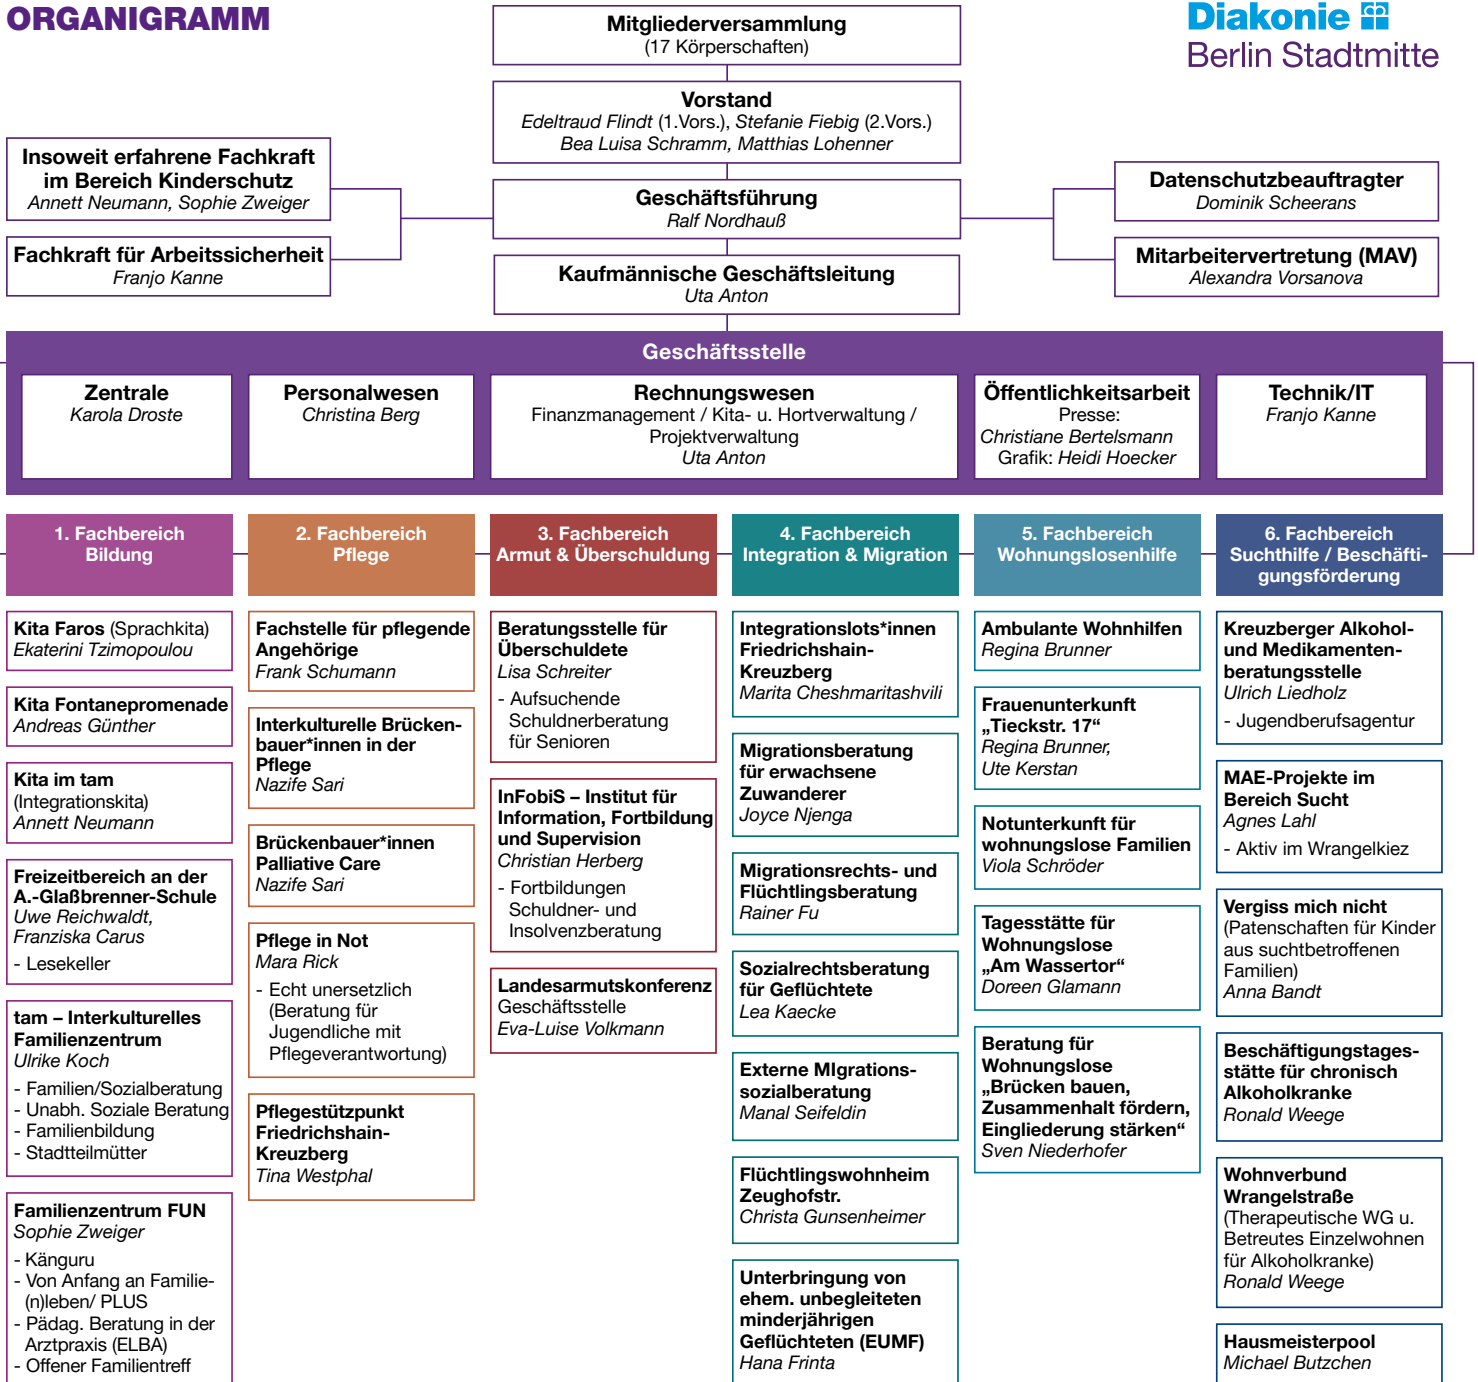 ORGANIGRAMM
Diakonie
Berlin Stadtmitte
Mitgliederversammlung
(17 Körperschaften)
Vorstand
Edeltraud Flindt (1.Vors.), Stefanie Fiebig (2.Vors.)
Bea Luisa Schramm, Matthias Lohenner
Insoweit erfahrene Fachkraft
im Bereich Kinderschutz
Annett Neumann, Sophie Zweiger
Fachkraft für Arbeitssicherheit
Franjo Kanne
Geschäftsführung
Ralf Nordhauß
Kaufmännische Geschäftsleitung
Uta Anton
Datenschutzbeauftragter
Dominik Scheerans
Mitarbeitervertretung (MAV)
Alexandra Vorsanova
Geschäftsstelle
Zentrale
Karola Droste
Personalwesen
Christina Berg
Rechnungswesen
Finanzmanagement / Kita- u. Hortverwaltung /
Projektverwaltung
Uta Anton
Öffentlichkeitsarbeit
Presse:
Christiane Bertelsmann
Grafik: Heidi Hoecker
Technik/IT
Franjo Kanne
1. Fachbereich
Bildung
Kita Faros (Sprachkita)
Ekaterini Tzimopoulou
Kita Fontanepromenade
Andreas Günther
Kita im tam
(Integrationskita)
Annett Neumann
Freizeitbereich an der
A.-Glaßbrenner-Schule
Uwe Reichwaldt,
Franziska Carus
- Lesekeller
tam – Interkulturelles
Familienzentrum
Ulrike Koch
- Familien/Sozialberatung
- Unabh. Soziale Beratung
- Familienbildung
- Stadtteilmütter
Familienzentrum FUN
Sophie Zweiger
- Känguru
- Von Anfang an Familie-
(n)leben/ PLUS
- Pädag. Beratung in der
Arztpraxis (ELBA)
- Offener Familientreff
2. Fachbereich
Pflege
Fachstelle für pflegende
Angehörige
Frank Schumann
Interkulturelle Brücken-
bauer*innen in der
Pflege
Nazife Sari
Brückenbauer*innen
Palliative Care
Nazife Sari
Pflege in Not
Mara Rick
- Echt unersetzlich
(Beratung für
Jugendliche mit
Pflegeverantwortung)
Pflegestützpunkt
Friedrichshain-
Kreuzberg
Tina Westphal
3. Fachbereich
Armut & Überschuldung
Beratungsstelle für
Überschuldete
Lisa Schreiter
- Aufsuchende
Schuldnerberatung
für Senioren
InFobiS – Institut für
Information, Fortbildung
und Supervision
Christian Herberg
- Fortbildungen
Schuldner- und
Insolvenzberatung
Landesarmutskonferenz
Geschäftsstelle
Eva-Luise Volkmann
4. Fachbereich
Integration & Migration
Integrationslots*innen
Friedrichshain-
Kreuzberg
Marita Cheshmaritashvili
Migrationsberatung
für erwachsene
Zuwanderer
Joyce Njenga
Migrationsrechts- und
Flüchtlingsberatung
Rainer Fu
Sozialrechtsberatung
für Geflüchtete
Lea Kaecke
Externe MIgrations-
sozialberatung
Manal Seifeldin
Flüchtlingswohnheim
Zeughofstr.
Christa Gunsenheimer
Unterbringung von
ehem. unbegleiteten
minderjährigen
Geflüchteten (EUMF)
Hana Frinta
5. Fachbereich
Wohnungslosenhilfe
Ambulante Wohnhilfen
Regina Brunner
Frauenunterkunft
„Tieckstr. 17“
Regina Brunner,
Ute Kerstan
Notunterkunft für
wohnungslose Familien
Viola Schröder
Tagesstätte für
Wohnungslose
„Am Wassertor“
Doreen Glamann
Beratung für
Wohnungslose
„Brücken bauen,
Zusammenhalt fördern,
Eingliederung stärken“
Sven Niederhofer
6. Fachbereich
Suchthilfe / Beschäfti-
gungsförderung
Kreuzberger Alkohol-
und Medikamenten-
beratungsstelle
Ulrich Liedholz
- Jugendberufsagentur
MAE-Projekte im
Bereich Sucht
Agnes Lahl
- Aktiv im Wrangelkiez
Vergiss mich nicht
(Patenschaften für Kinder
aus suchtbetroffenen
Familien)
Anna Bandt
Beschäftigungstages-
stätte für chronisch
Alkoholkranke
Ronald Weege
Wohnverbund
Wrangelstraße
(Therapeutische WG u.
Betreutes Einzelwohnen
für Alkoholkranke)
Ronald Weege
Hausmeisterpool
Michael Butzchen